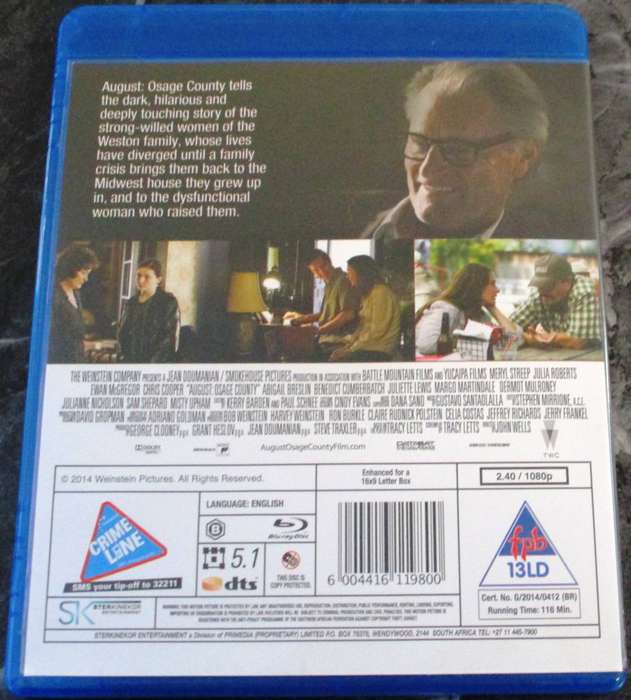 August: Osage County tells
the dark, hilarious and
deeply touching story of the
strong-willed women of the
Weston family, whose lives
have diverged until a family
crisis brings them back to the
Midwest house they grew up
in, and to the dysfunctional
woman who raised them.
THE WEINSTEIN COMPANY PRESENTS A JEAN DOUMANIAN / SMOKEHOUSE PICTURES PRODUCTION IN ASSOCIATION WITH BATTLE MOUNTAIN FILMS AND YUCAIPA FILMS MERYL STREEP JULIA ROBERTS
EWAN McGREGOR CHRIS COOPER "AUGUST: OSAGE COUNTY" ABIGAIL BRESLIN BENEDICT CUMBERBATCH JULIETTE LEWIS MARGO MARTINDALE DERMOT MULRONEY
JULIANNE NICHOLSON SAM SHEPARD MISTY UPHAM KERRY BARDEN AND PAUL SCHNEE CINDY EVANS DANA SANO GUSTAVO SANTAOLALLA STEPHEN MIRRIONE, A.C.E.
DAVID GROPMAN ADRIANO GOLDMAN BOB WEINSTEIN HARVEY WEINSTEIN RON BURKLE CLAIRE RUDNICK POLSTEIN CELIA COSTAS JEFFREY RICHARDS JERRY FRANKEL
GEORGE CLOONEY, p.g.a. GRANT HESLOV, p.g.a. JEAN DOUMANIAN, p.g.a. STEVE TRAXLER, p.g.a. TRACY LETTS TRACY LETTS JOHN WELLS
DOLBY
AugustOsageCountyFilm.com
DATASAT
TWC
© 2014 Weinstein Pictures. All Rights Reserved.
Enhanced for a
16x9 Letter Box
2.40 / 1080p
CRIME
LINE
SMS your tip-off to 32211
LANGUAGE: ENGLISH
B
Blu-ray Disc
5.1
dts
THIS DISC IS
COPY PROTECTED.
6 004416 119800
fpb
13LD
Cert. No. G/2014/0412 (BR)
Running Time: 116 Min.
SK STERKINEKOR
ENTERTAINMENT
STERKINEKOR ENTERTAINMENT a Division of PRIMEDIA (PROPRIETARY) LIMITED P.O. BOX 76378, WENDYWOOD, 2144 SOUTH AFRICA TEL: +27 11 445-7900